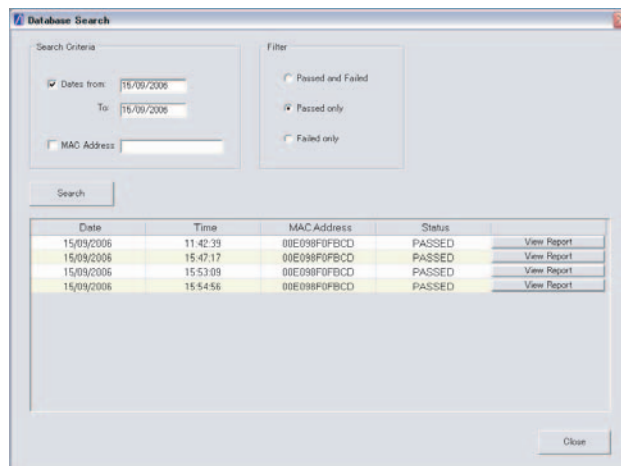 Database Search
Search Criteria
Filter
Dates from: 15/09/2006
Passed and Failed
To: 15/09/2006
Passed only
MAC Address
Failed only
Search
Date Time MAC Address Status
15/09/2006 11:42:39 00E098F0FBCD PASSED View Report
15/09/2006 15:47:17 00E098F0FBCD PASSED View Report
15/09/2006 15:53:09 00E098F0FBCD PASSED View Report
15/09/2006 15:54:56 00E098F0FBCD PASSED View Report
Close